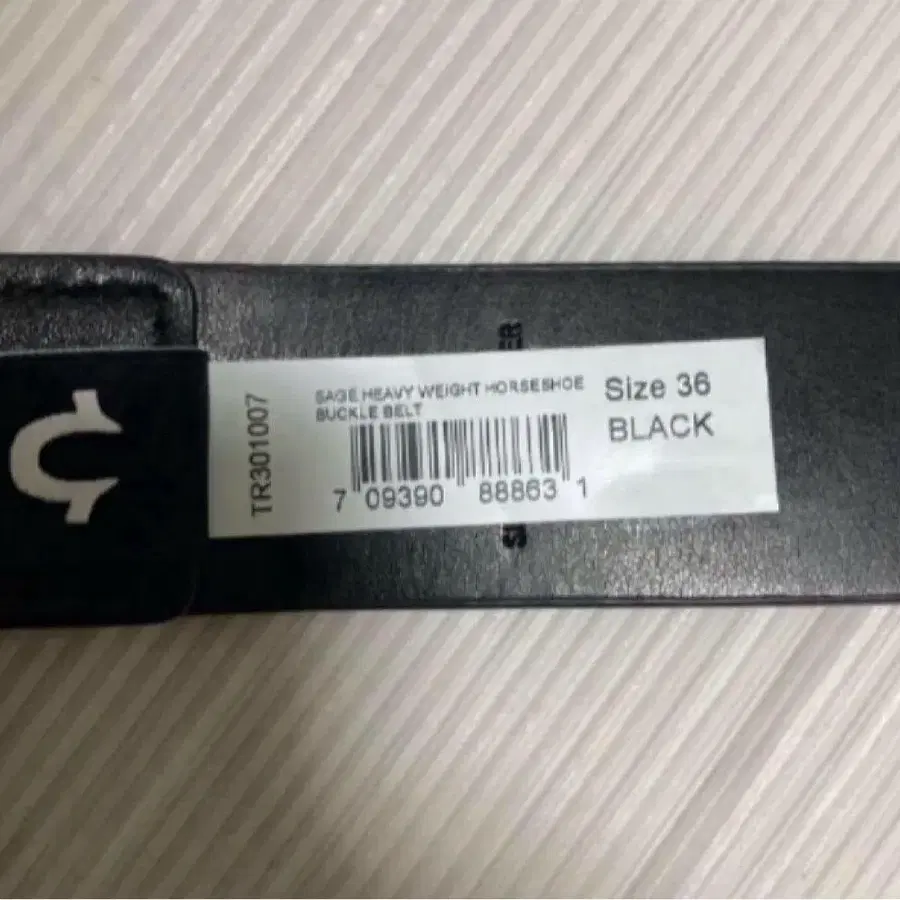 TR301007
SAGE HEAVY WEIGHT HORSESHOE
BUCKLE BELT
7 09390 88863 1
Size 36
BLACK